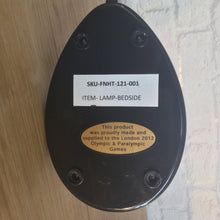 SKU-FNHT-121-001
ITEM- LAMP-BEDSIDE
This product
was proudly made and
supplied to the London 2012
Olympic & Paralympic
Games